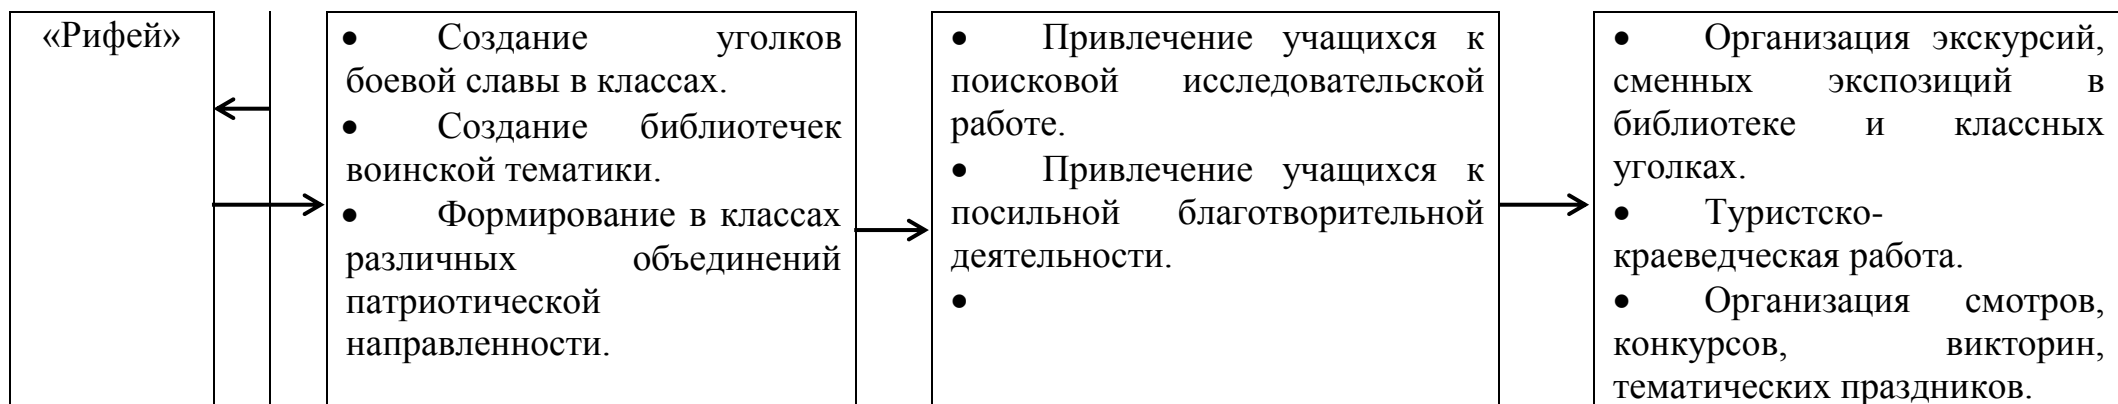 «Рифей»
• Создание уголков
боевой славы в классах.
• Создание библиотечек
воинской тематики.
• Формирование в классах
различных объединений
патриотической
направленности.
• Привлечение учащихся к
поисковой исследовательской
работе.
• Привлечение учащихся к
посильной благотворительной
деятельности.
•
• Организация экскурсий,
сменных экспозиций в
библиотеке и классных
уголках.
• Туристско-
краеведческая работа.
• Организация смотров,
конкурсов, викторин,
тематических праздников.